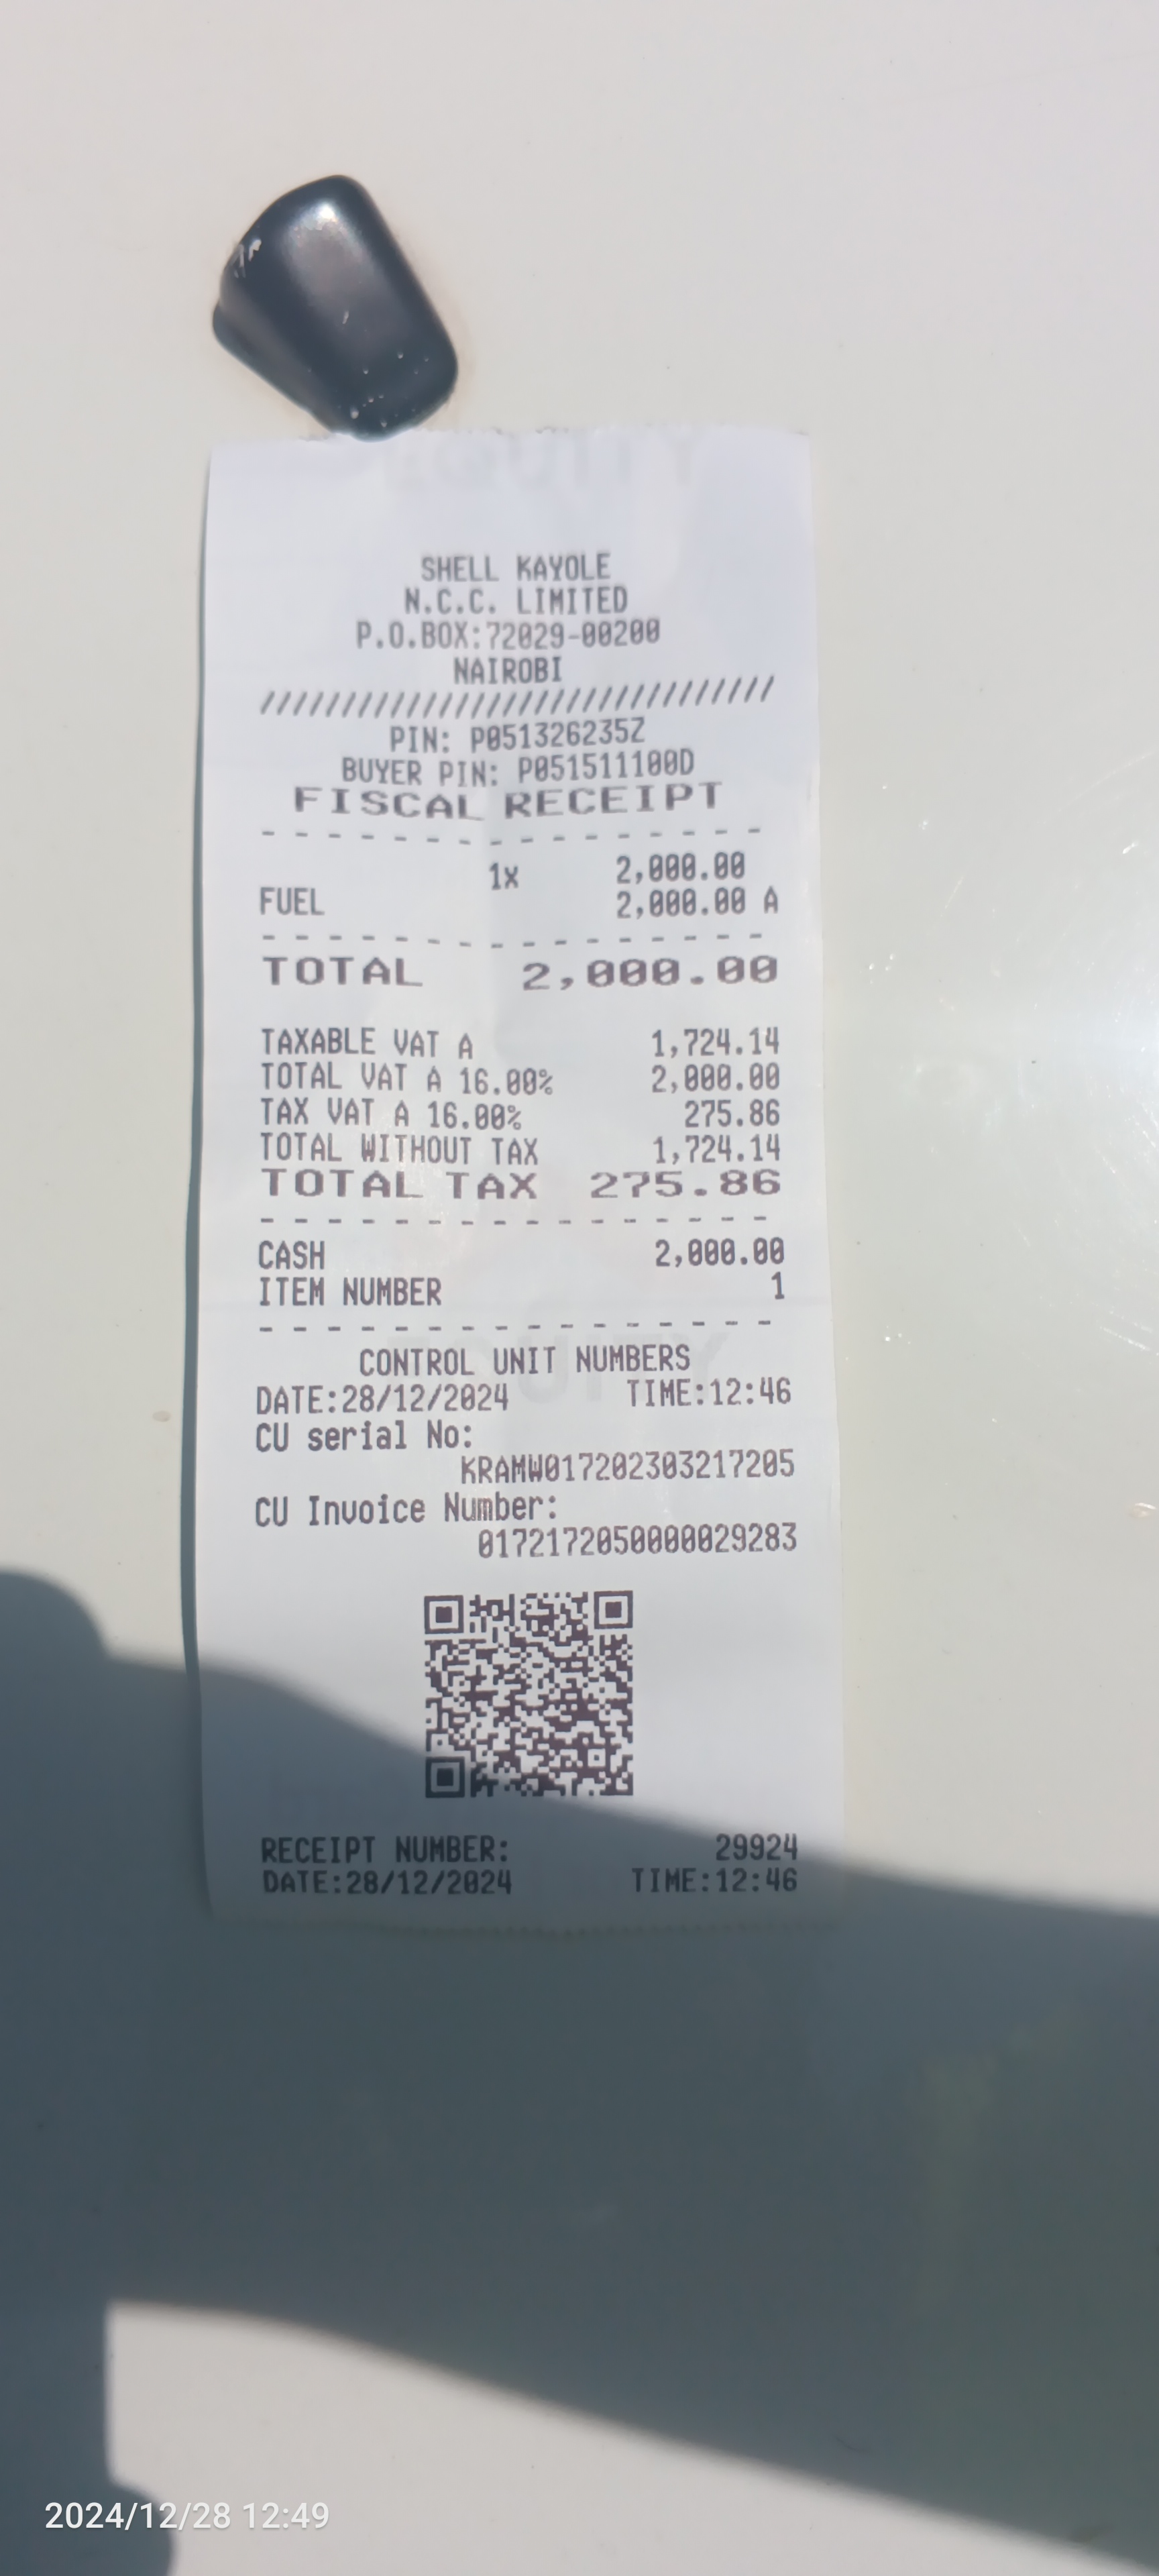 EQUITY
SHELL KAYOLE
N.C.C. LIMITED
P.O.BOX:72029-00200
NAIROBI
////////////////////////////////
PIN: P051326235Z
BUYER PIN: P051511100D
FISCAL RECEIPT
- - - - - - - - - - - - - - - -
1x 2,000.00
FUEL 2,000.00 A
- - - - - - - - - - - - - - - -
TOTAL 2,000.00
TAXABLE VAT A 1,724.14
TOTAL VAT A 16.00% 2,000.00
TAX VAT A 16.00% 275.86
TOTAL WITHOUT TAX 1,724.14
TOTAL TAX 275.86
- - - - - - - - - - - - - - - -
CASH 2,000.00
ITEM NUMBER 1
- - - - - - - - - - - - - - - -
CONTROL UNIT NUMBERS
DATE:28/12/2024 TIME:12:46
CU serial No:
KRAMW017202303217205
CU Invoice Number:
0172172050000029283
RECEIPT NUMBER: 29924
DATE:28/12/2024 TIME:12:46
2024/12/28 12:49